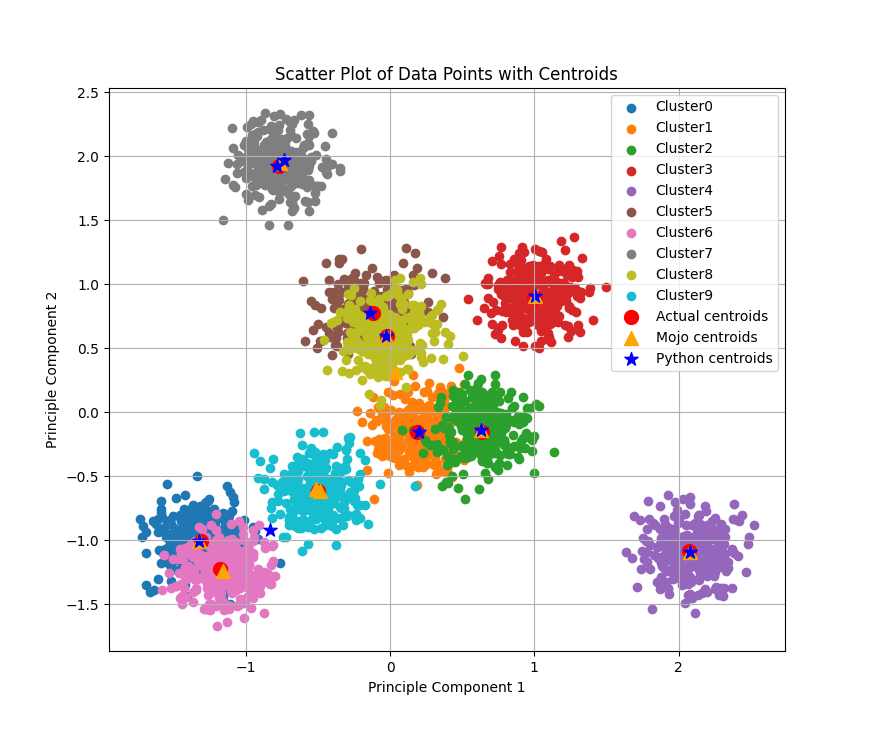 Scatter Plot of Data Points with Centroids
2.5
2.0
1.5
1.0
0.5
0.0
−0.5
−1.0
−1.5
Principle Component 2
Cluster0
Cluster1
Cluster2
Cluster3
Cluster4
Cluster5
Cluster6
Cluster7
Cluster8
Cluster9
Actual centroids
Mojo centroids
Python centroids
−1
0
1
2
Principle Component 1